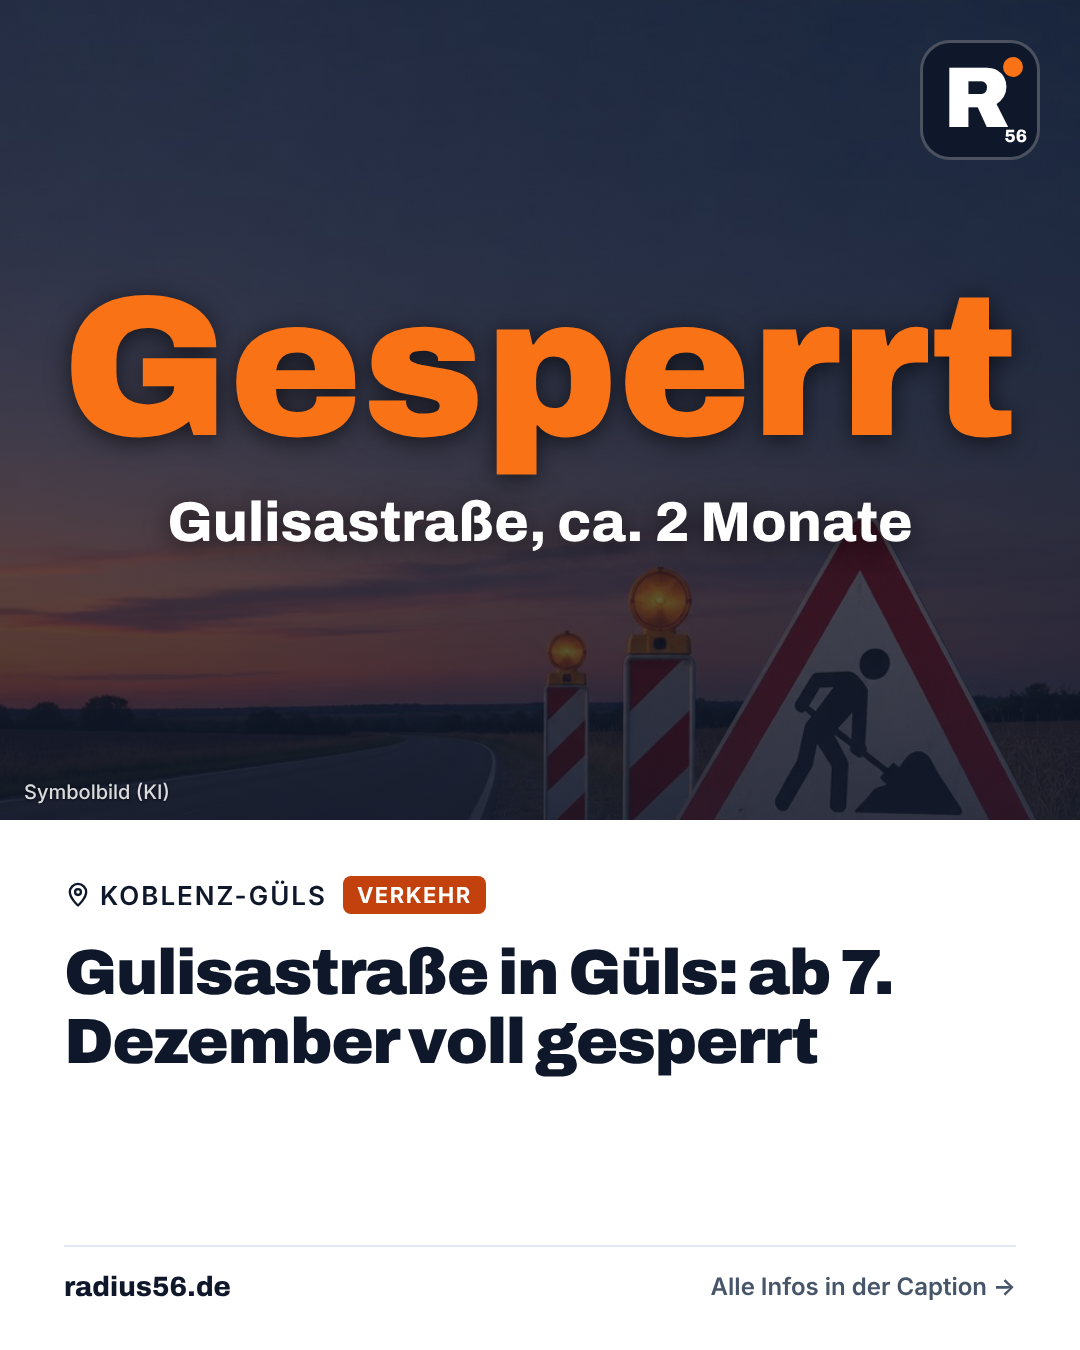 R
56
Gesperrt
Gulisastraße, ca. 2 Monate
Symbolbild (KI)
KOBLENZ-GÜLS VERKEHR
Gulisastraße in Güls: ab 7.
Dezember voll gesperrt
radius56.de
Alle Infos in der Caption →